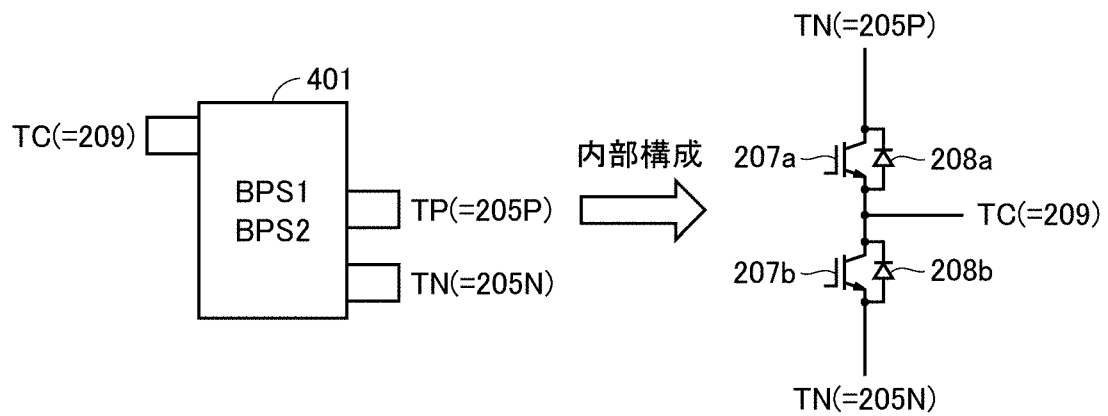 401
TC(=209)
BPS1
BPS2
TP(=205P)
TN(=205N)
内部構成
TN(=205P)
207a
208a
TC(=209)
207b
208b
TN(=205N)